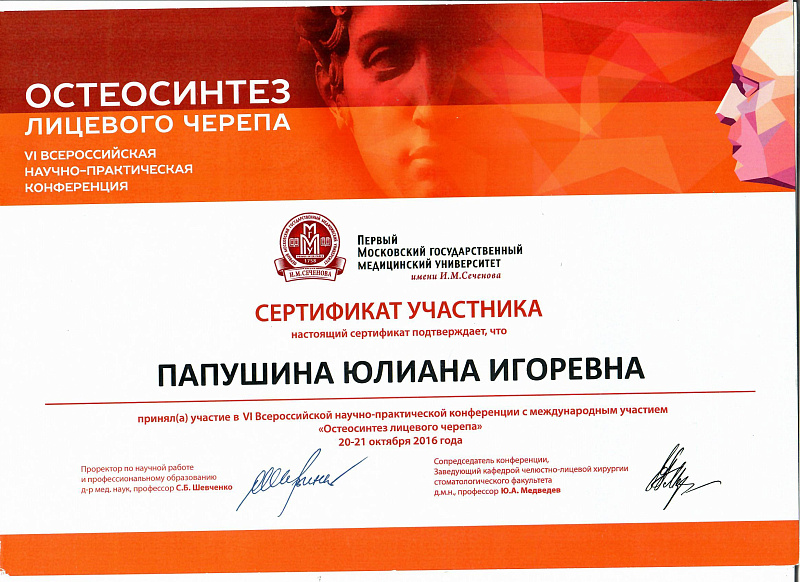 ОСТЕОСИНТЕЗ
ЛИЦЕВОГО ЧЕРЕПА
VI ВСЕРОССИЙСКАЯ
НАУЧНО-ПРАКТИЧЕСКАЯ
КОНФЕРЕНЦИЯ
1758
И.М.СЕЧЕНОВА
ПЕРВЫЙ
МОСКОВСКИЙ ГОСУДАРСТВЕННЫЙ
МЕДИЦИНСКИЙ УНИВЕРСИТЕТ
имени И.М.Сеченова
СЕРТИФИКАТ УЧАСТНИКА
настоящий сертификат подтверждает, что
ПАПУШИНА ЮЛИАНА ИГОРЕВНА
принял(а) участие в VI Всероссийской научно-практической конференции с международным участием
«Остеосинтез лицевого черепа»
20-21 октября 2016 года
Проректор по научной работе
и профессиональному образованию
д-р мед. наук, профессор С.Б. Шевченко
Сопредседатель конференции,
Заведующий кафедрой челюстно-лицевой хирургии
стоматологического факультета
д.м.н., профессор Ю.А. Медведев